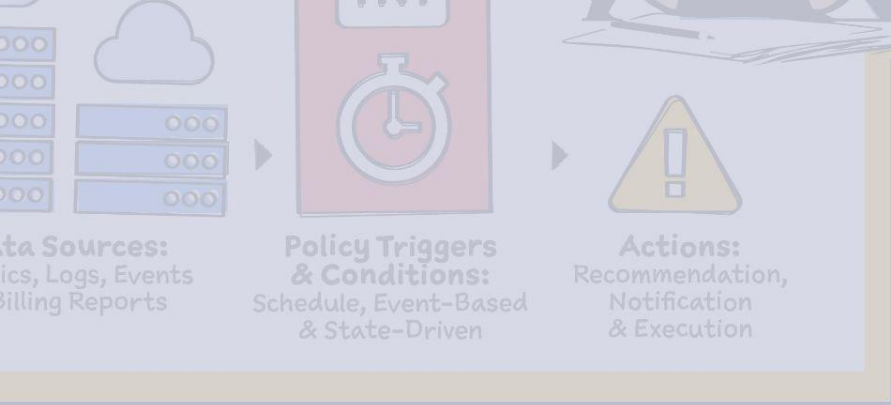 ta Sources:
ics, Logs, Events
Billing Reports
Policy Triggers
& Conditions:
Schedule, Event-Based
& State-Driven
Actions:
Recommendation,
Notification
& Execution